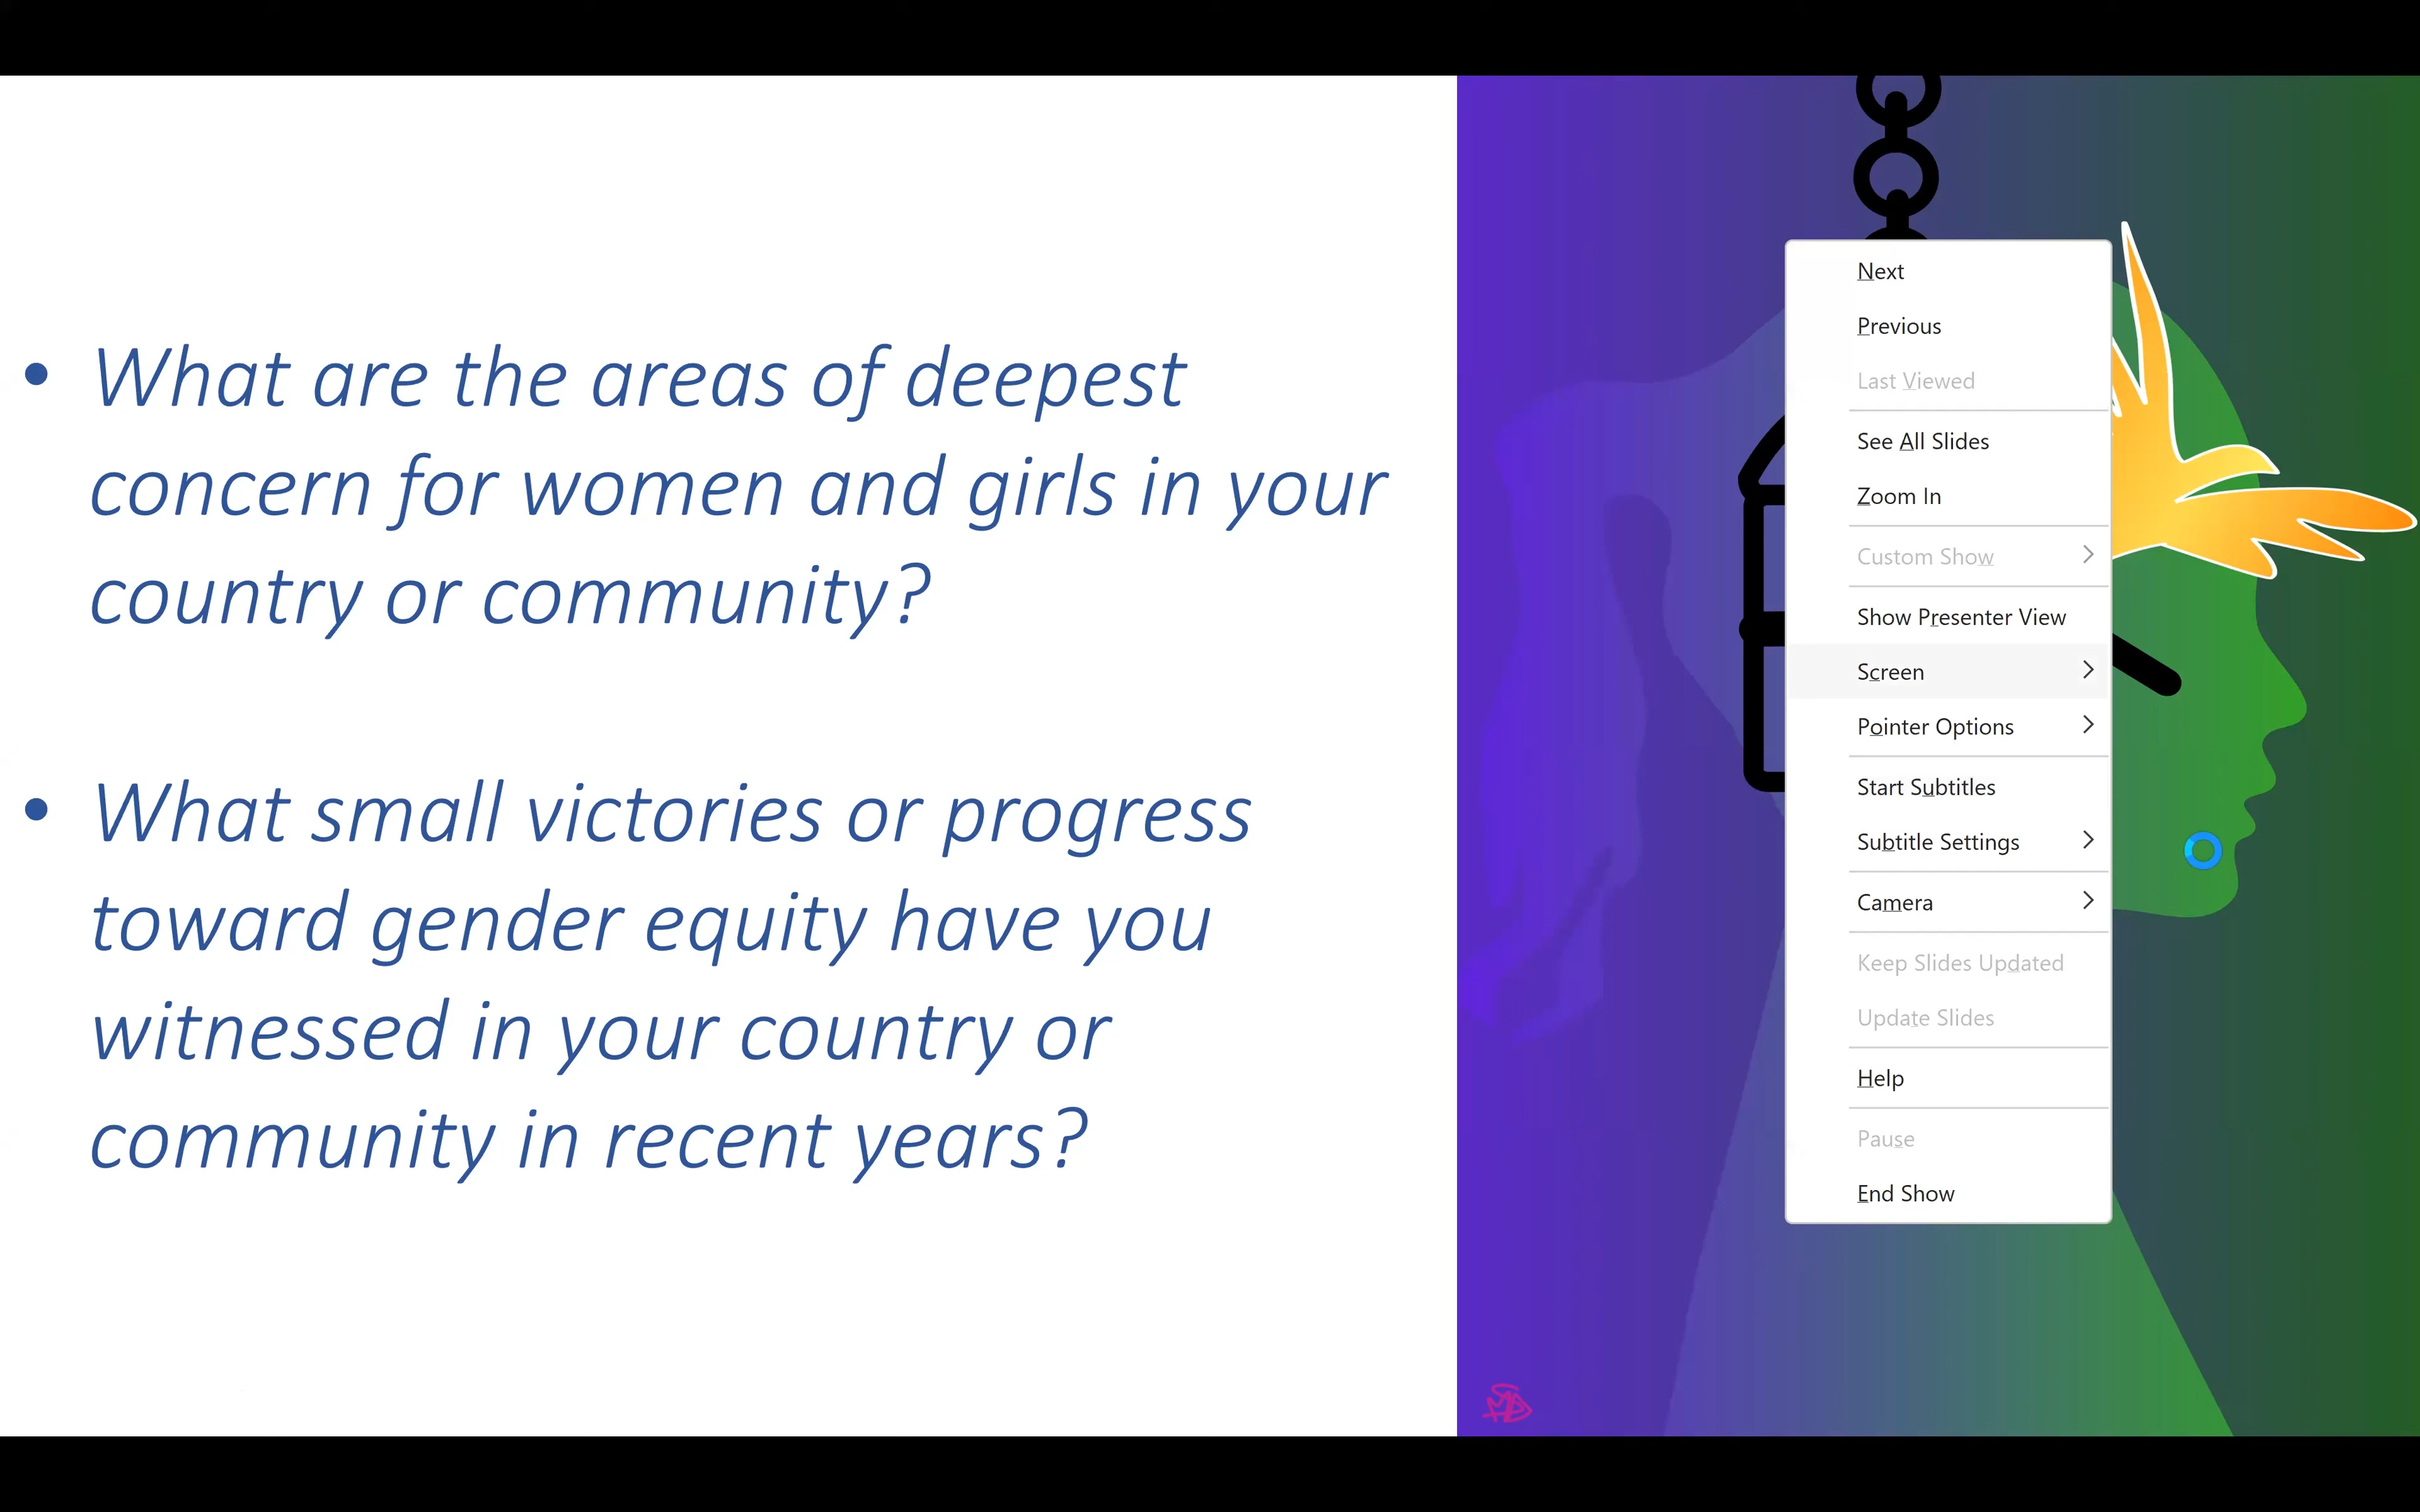 • What are the areas of deepest
concern for women and girls in your
country or community?
• What small victories or progress
toward gender equity have you
witnessed in your country or
community in recent years?
Next
Previous
Last Viewed
See All Slides
Zoom In
Custom Show
Show Presenter View
Screen
Pointer Options
Start Subtitles
Subtitle Settings
Camera
Keep Slides Updated
Update Slides
Help
Pause
End Show